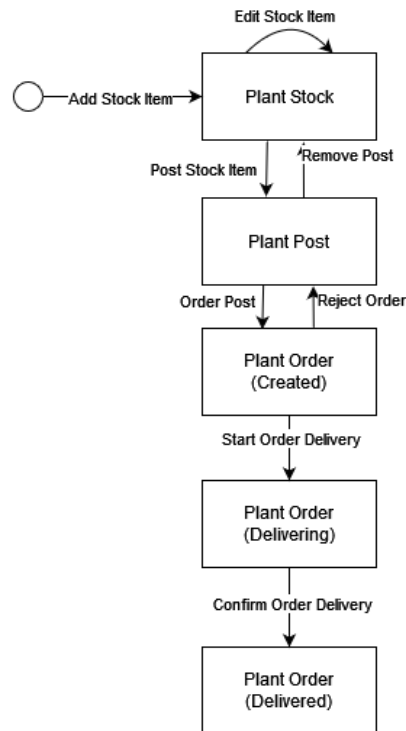 Edit Stock Item
Add Stock Item
Plant Stock
Post Stock Item
Remove Post
Plant Post
Order Post
Reject Order
Plant Order
(Created)
Start Order Delivery
Plant Order
(Delivering)
Confirm Order Delivery
Plant Order
(Delivered)